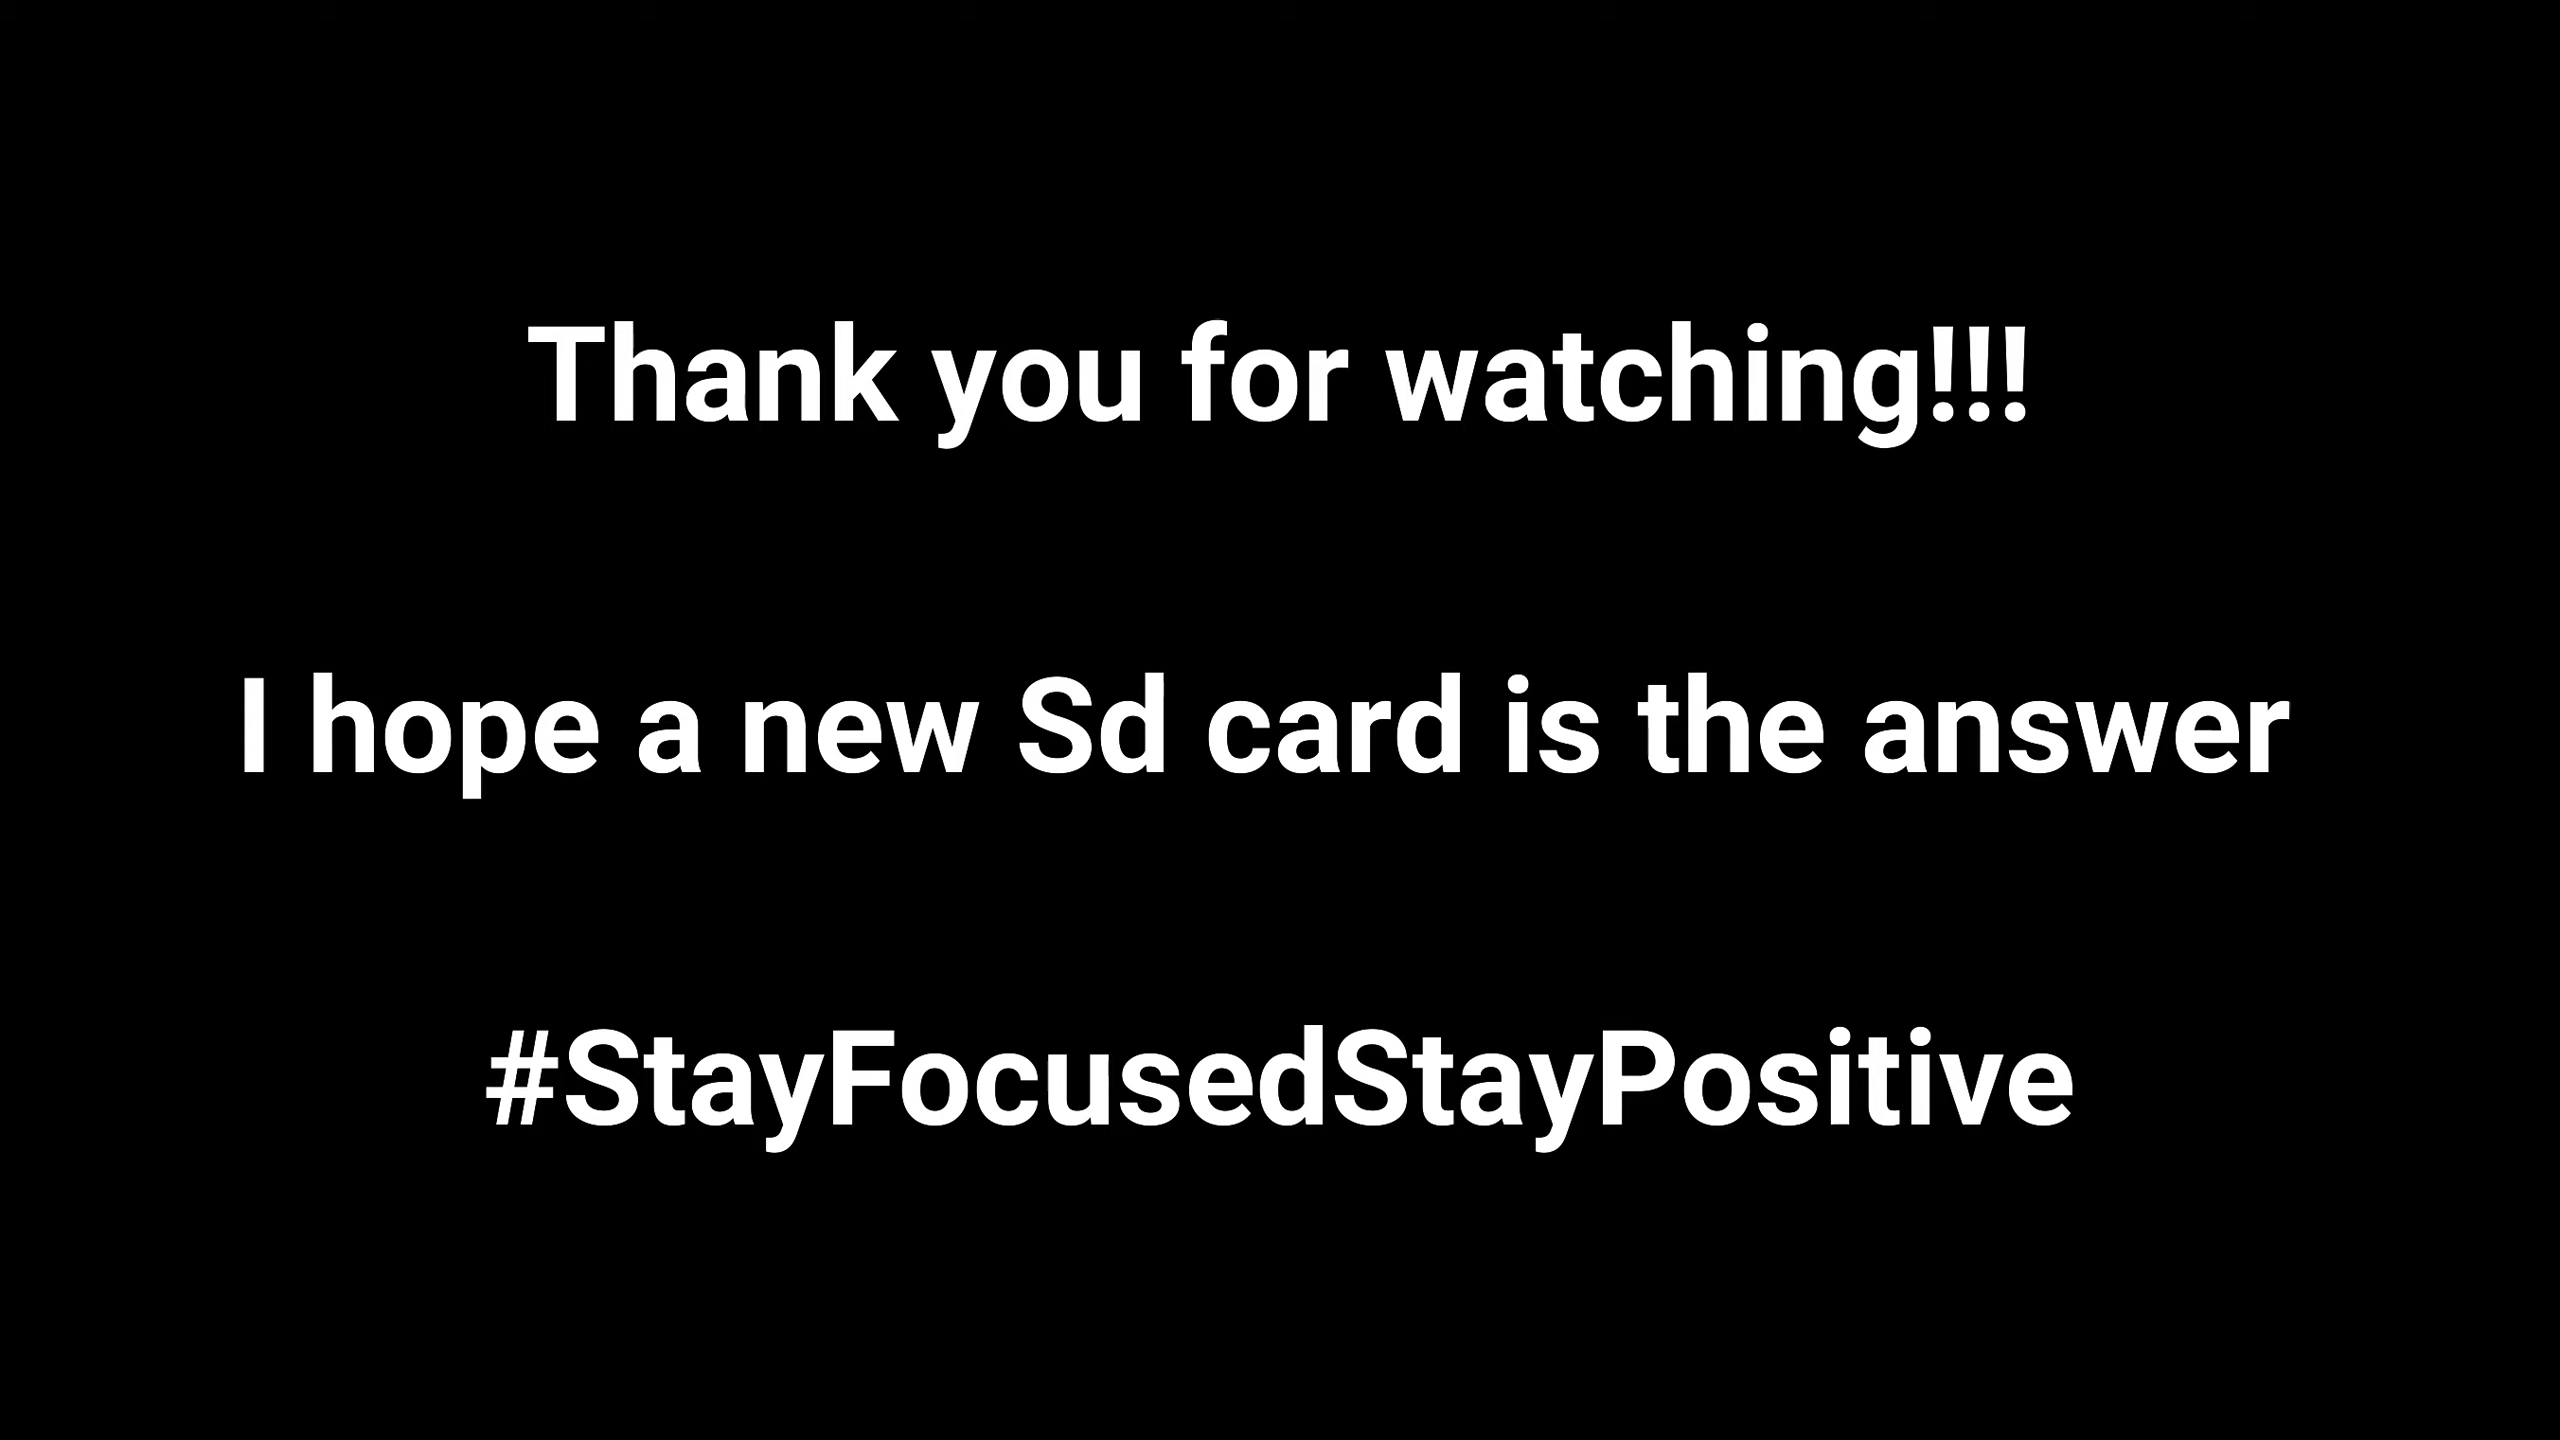 Thank you for watching!!!
I hope a new Sd card is the answer
#StayFocusedStayPositive